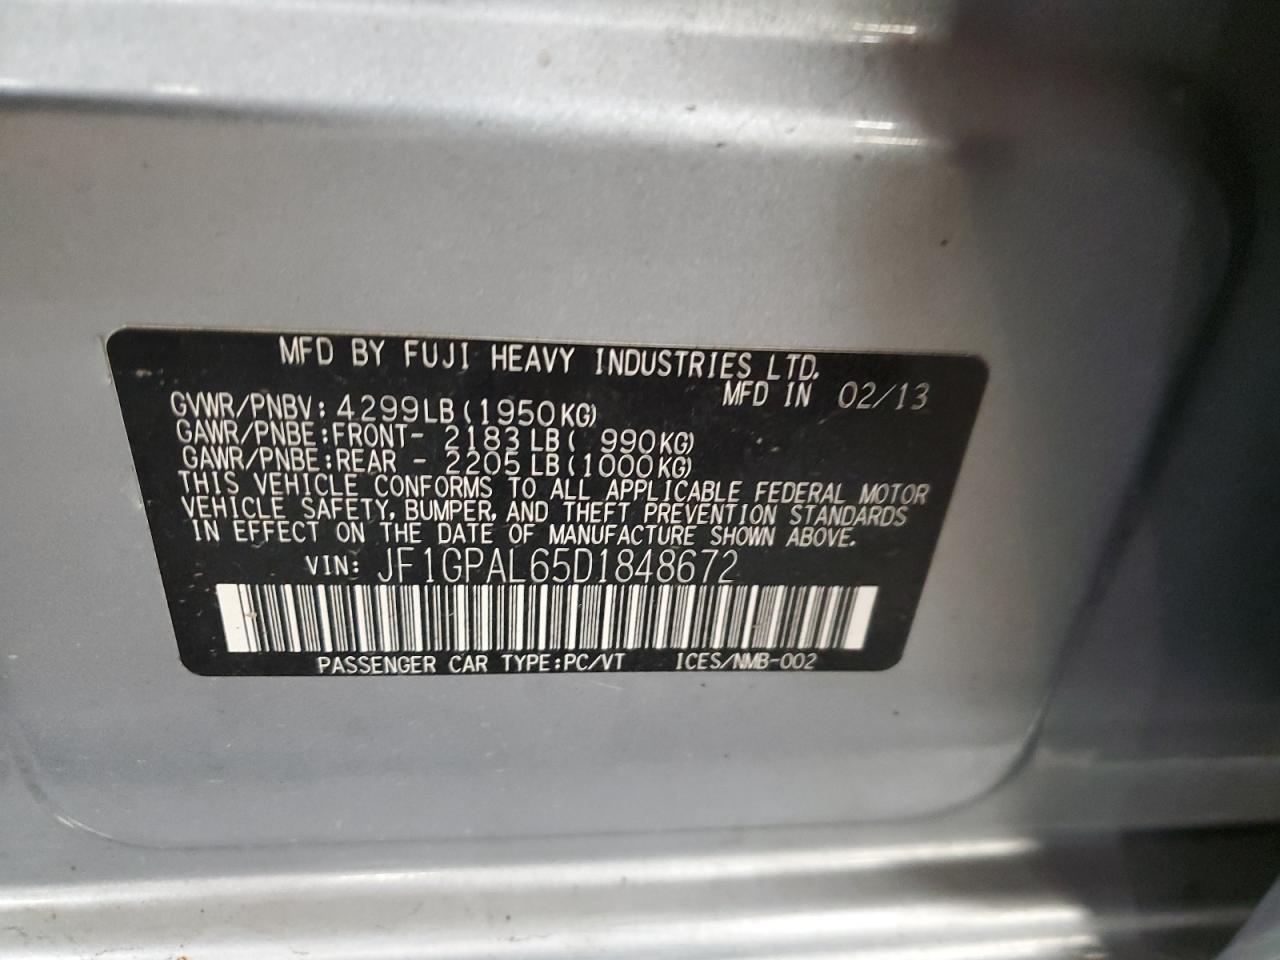 MFD BY FUJI HEAVY INDUSTRIES LTD.
MFD IN 02/13
GVWR/PNBV: 4299LB(1950KG)
GAWR/PNBE:FRONT- 2183LB( 990KG)
GAWR/PNBE:REAR - 2205LB(1000KG)
THIS VEHICLE CONFORMS TO ALL APPLICABLE FEDERAL MOTOR
VEHICLE SAFETY, BUMPER, AND THEFT PREVENTION STANDARDS
IN EFFECT ON THE DATE OF MANUFACTURE SHOWN ABOVE.
VIN: JF1GPAL65D1848672
PASSENGER CAR TYPE:PC/VT ICES/NMB-002